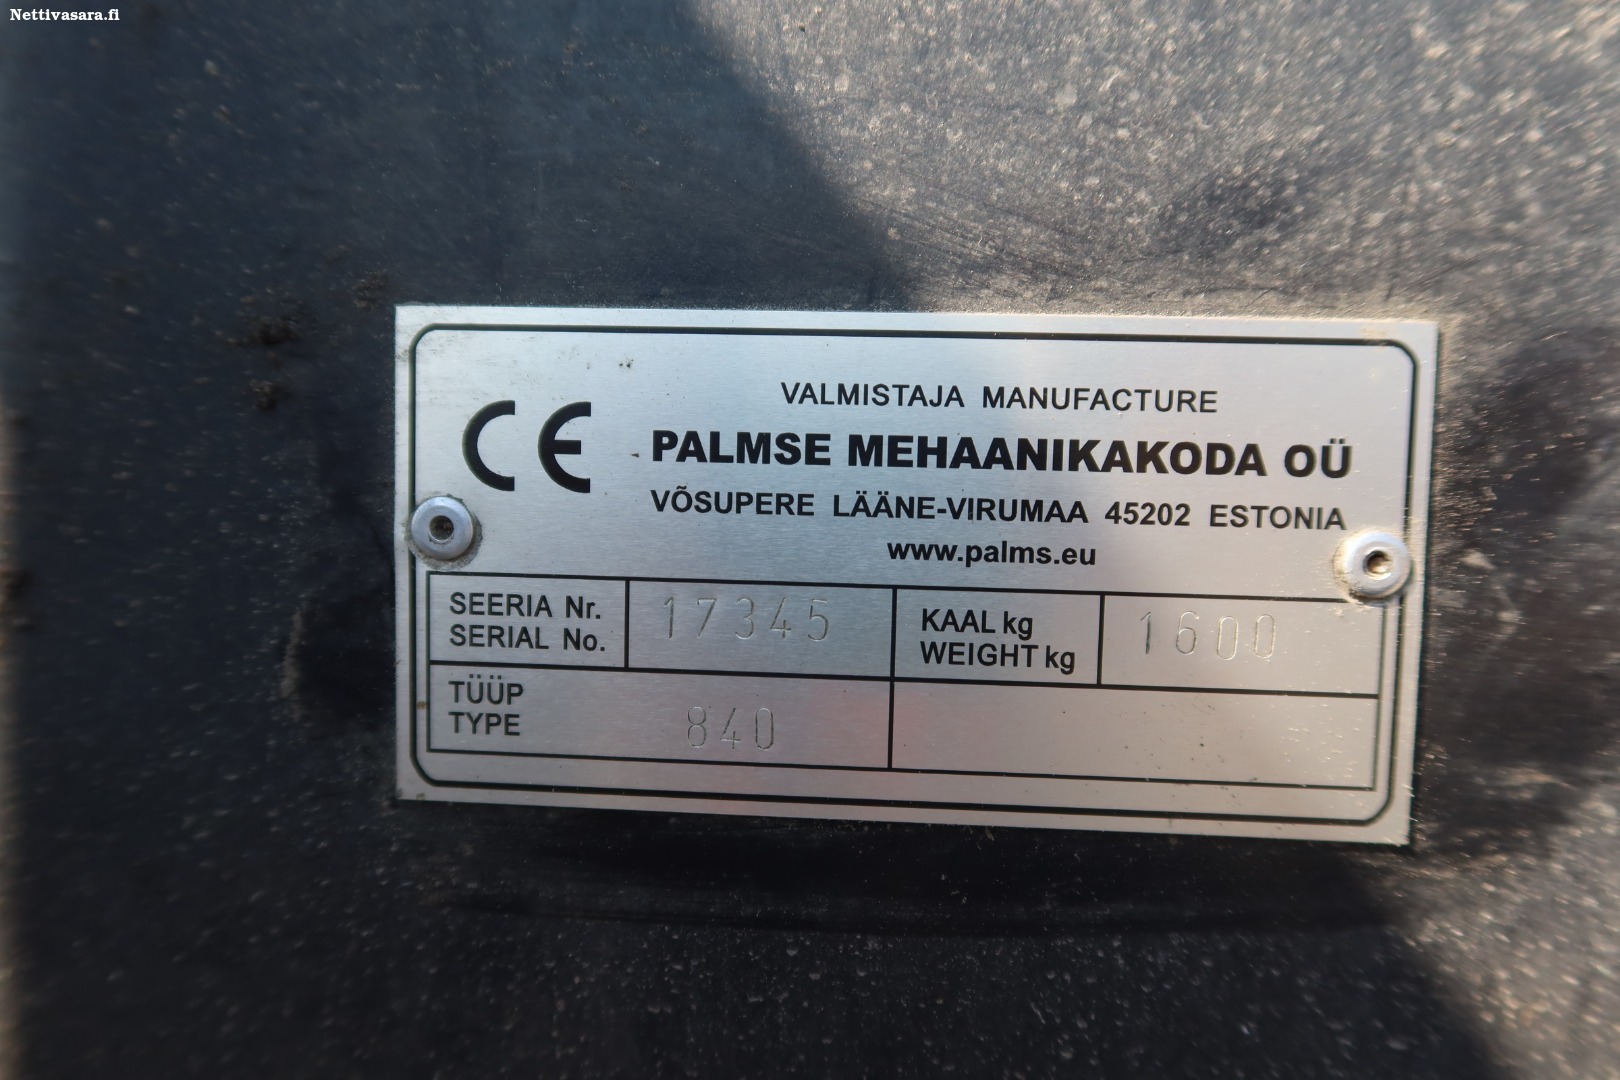 Nettivasara.fi
VALMISTAJA MANUFACTURE
CE
PALMSE MEHAANIKAKODA OÜ
VÕSUPERE LÄÄNE-VIRUMAA 45202 ESTONIA
www.palms.eu
SEERIA Nr.
SERIAL No.
17345
KAAL kg
WEIGHT kg
1600
TÜÜP
TYPE
840